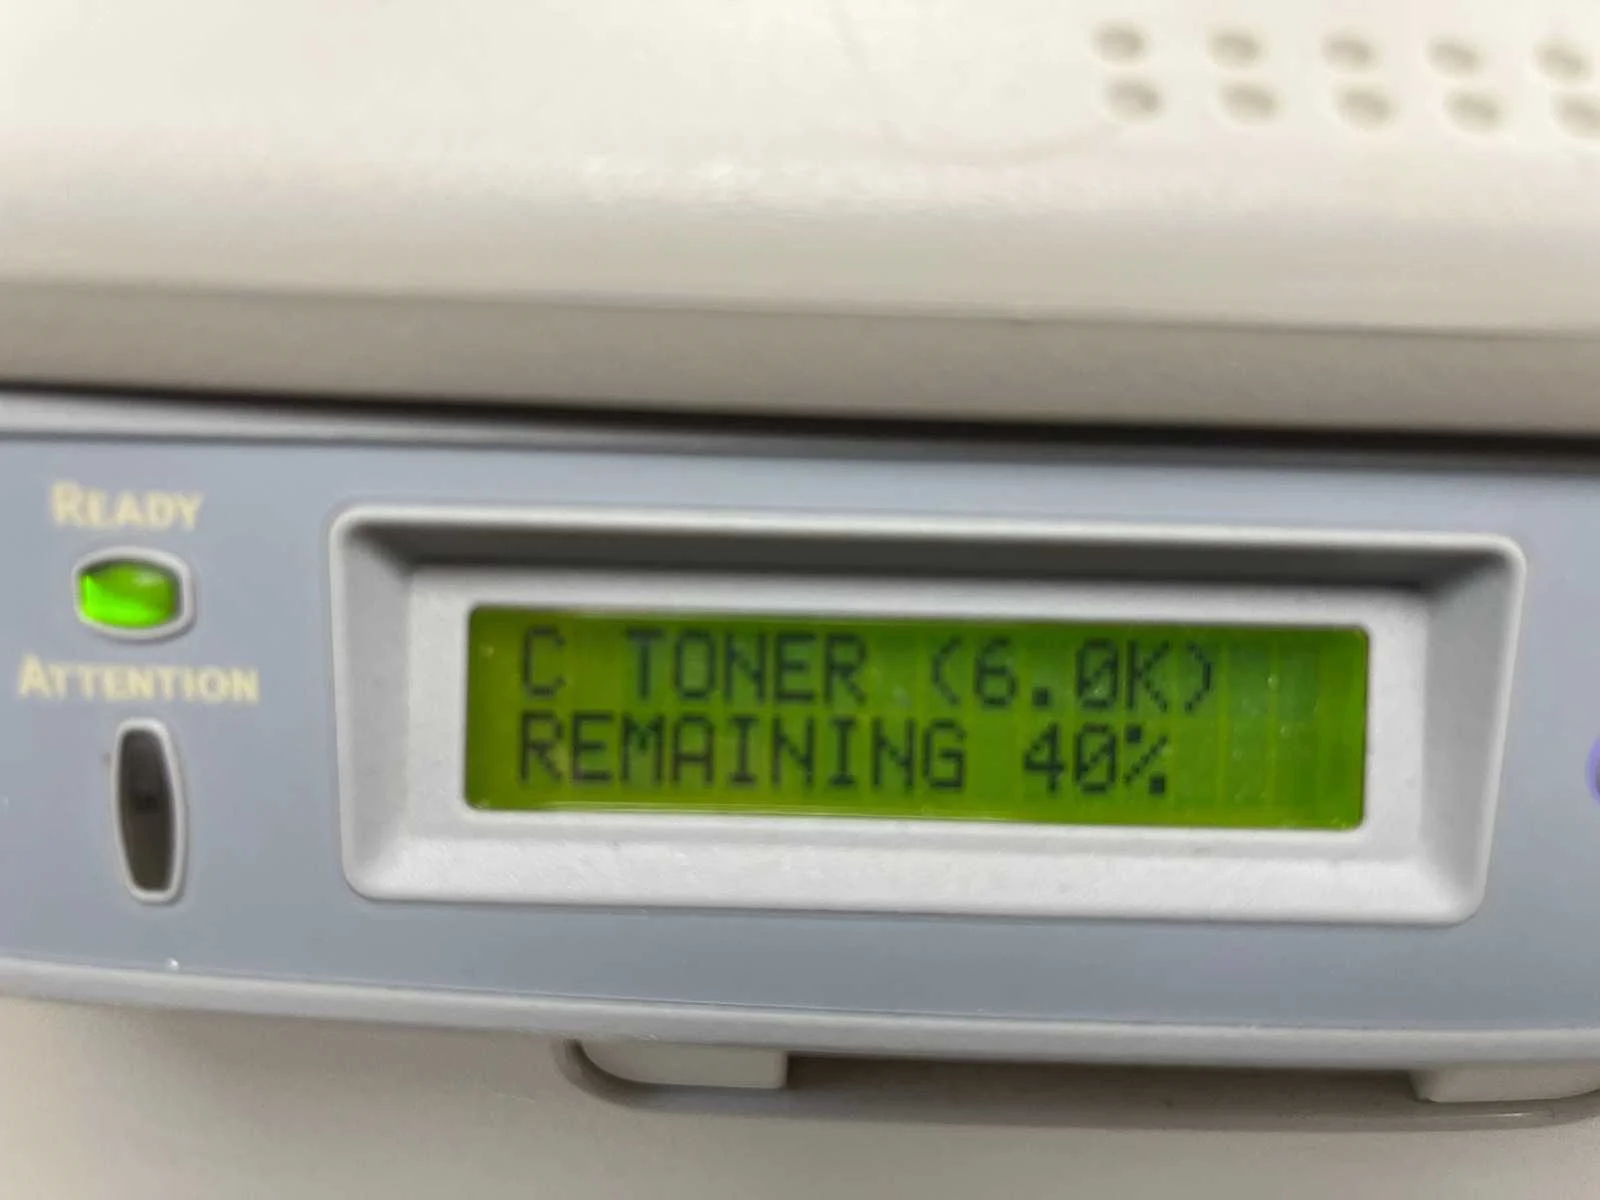 READY
ATTENTION
C TONER (6.0K)
REMAINING 40%